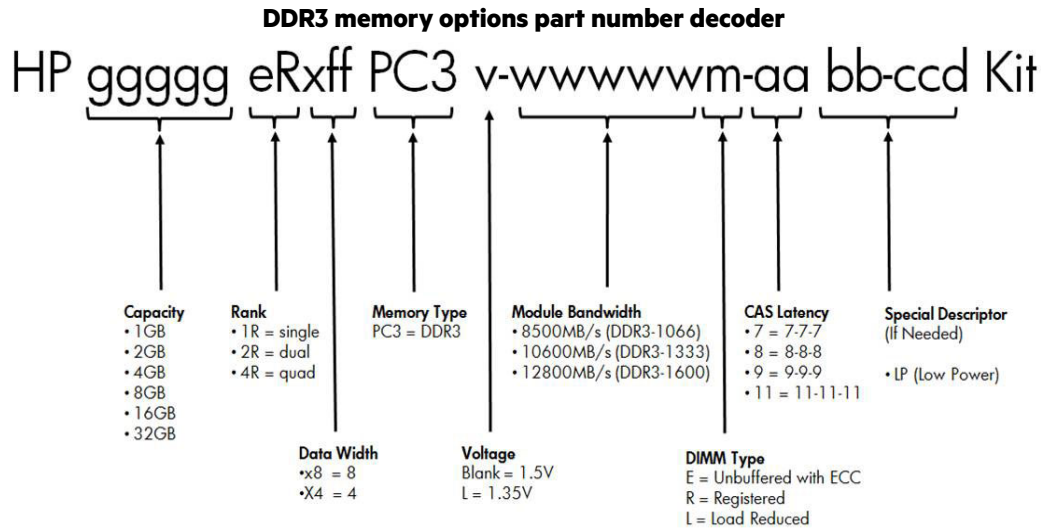 DDR3 memory options part number decoder
HP ggggg eRxff PC3 v-wwwwwm-aa bb-ccd Kit
Capacity
• 1GB
• 2GB
• 4GB
• 8GB
• 16GB
• 32GB
Rank
• 1R = single
• 2R = dual
• 4R = quad
Memory Type
PC3 = DDR3
Module Bandwidth
• 8500MB/s (DDR3-1066)
• 10600MB/s (DDR3-1333)
• 12800MB/s (DDR3-1600)
CAS Latency
• 7 = 7-7-7
• 8 = 8-8-8
• 9 = 9-9-9
• 11 = 11-11-11
Special Descriptor
(If Needed)
• LP (Low Power)
Data Width
•x8 = 8
•X4 = 4
Voltage
Blank = 1.5V
L = 1.35V
DIMM Type
E = Unbuffered with ECC
R = Registered
L = Load Reduced